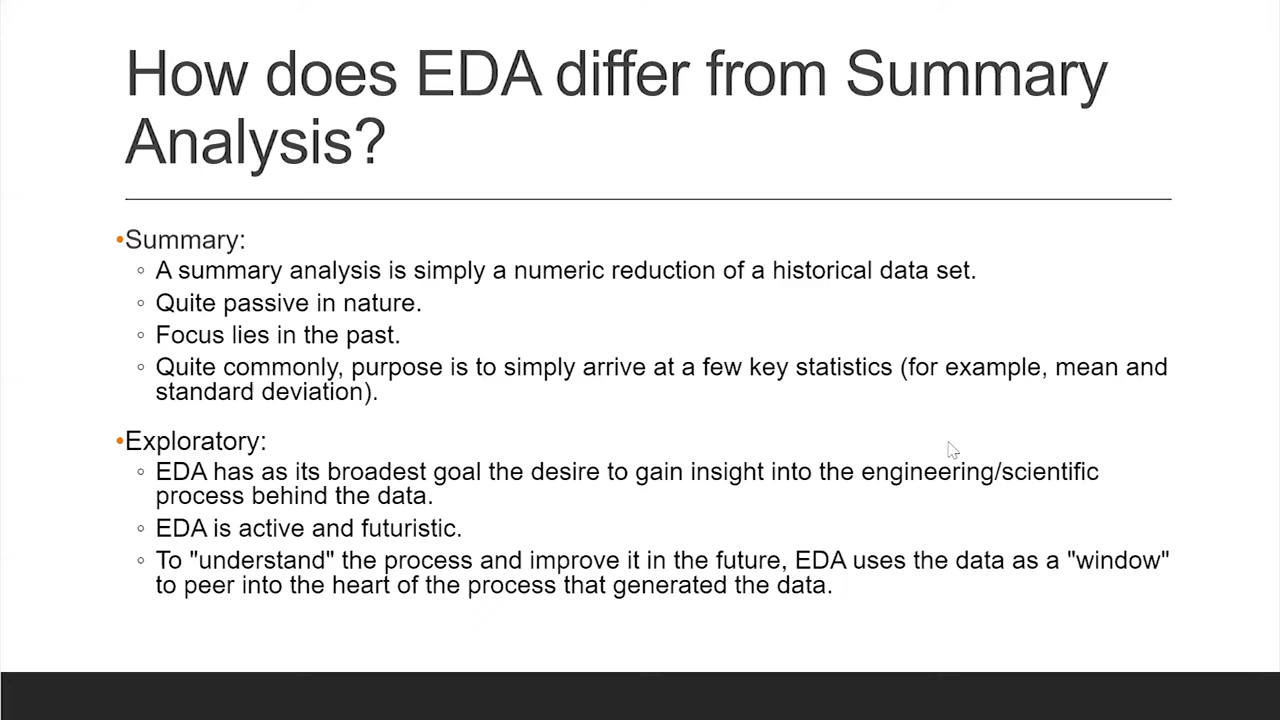 How does EDA differ from Summary
Analysis?
•Summary:
◦ A summary analysis is simply a numeric reduction of a historical data set.
◦ Quite passive in nature.
◦ Focus lies in the past.
◦ Quite commonly, purpose is to simply arrive at a few key statistics (for example, mean and
standard deviation).
•Exploratory:
◦ EDA has as its broadest goal the desire to gain insight into the engineering/scientific
process behind the data.
◦ EDA is active and futuristic.
◦ To "understand" the process and improve it in the future, EDA uses the data as a "window"
to peer into the heart of the process that generated the data.